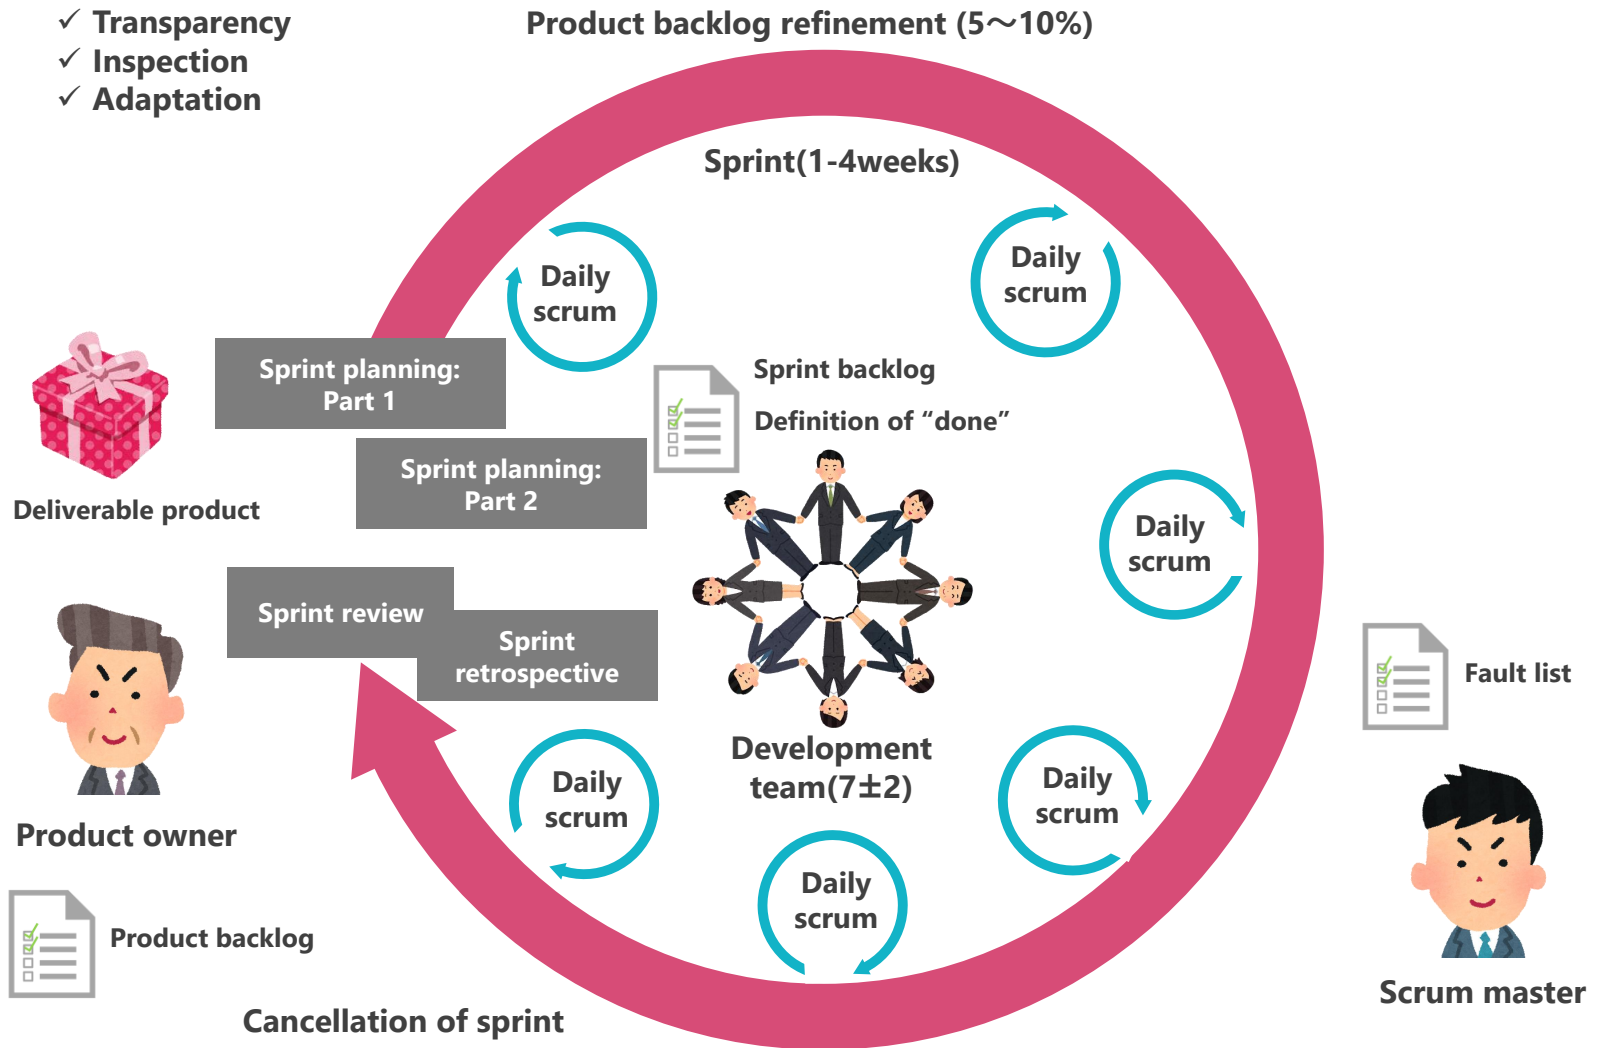 ✓ Transparency
✓ Inspection
✓ Adaptation
Product backlog refinement (5～10%)
Sprint(1-4weeks)
Daily
scrum
Daily
scrum
Sprint planning:
Part 1
Sprint backlog
Definition of “done”
Sprint planning:
Part 2
Deliverable product
Daily
scrum
Sprint review
Sprint
retrospective
Fault list
Development
team(7±2)
Daily
scrum
Daily
scrum
Daily
scrum
Product owner
Product backlog
Scrum master
Cancellation of sprint